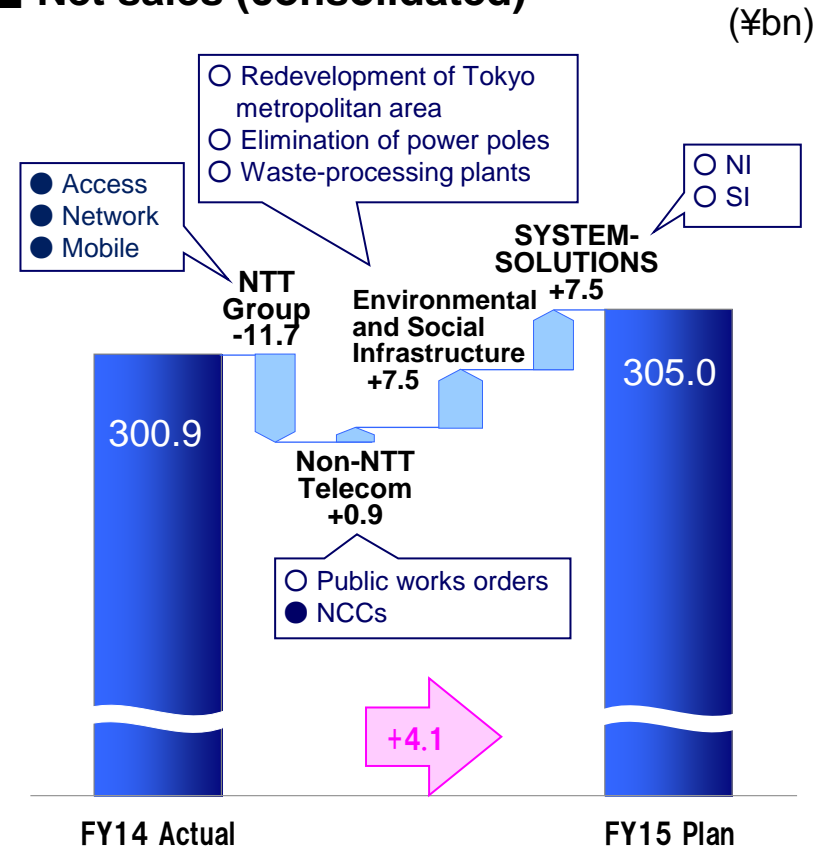 ■ Net sales (consolidated)
(¥bn)
○ Redevelopment of Tokyo
metropolitan area
○ Elimination of power poles
○ Waste-processing plants
● Access
● Network
● Mobile
○ NI
○ SI
NTT
Group
-11.7
Environmental
and Social
Infrastructure
+7.5
SYSTEM-
SOLUTIONS
+7.5
300.9
305.0
Non-NTT
Telecom
+0.9
○ Public works orders
● NCCs
+4.1
FY14 Actual
FY15 Plan